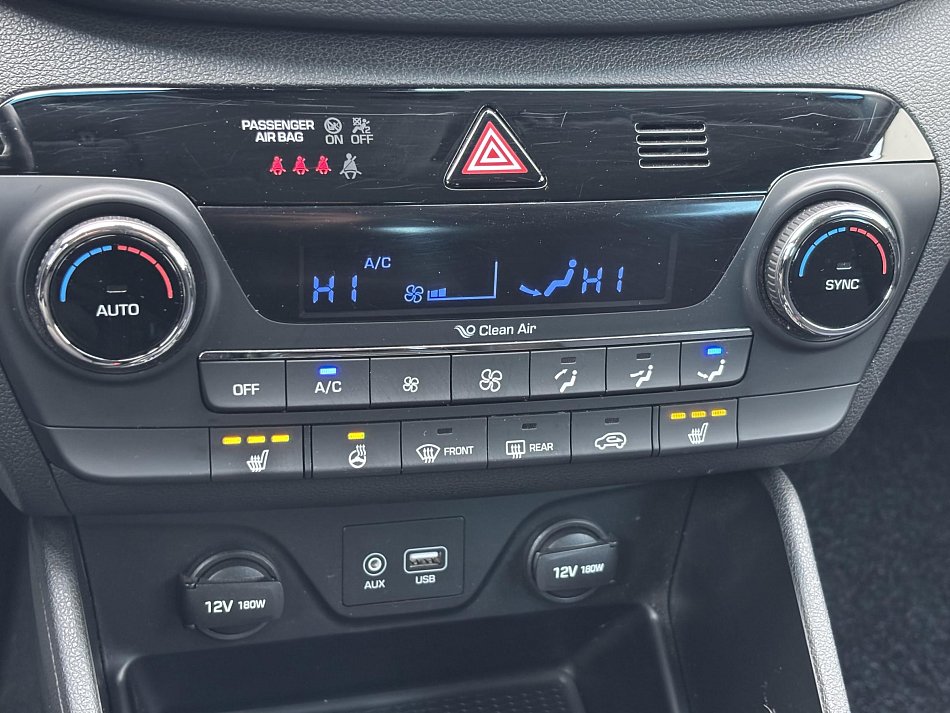 PASSENGER
AIR BAG
ON OFF
A/C
HI
HI
AUTO
SYNC
Clean Air
OFF
A/C
FRONT
REAR
AUX
USB
12V 180W
12V 180W